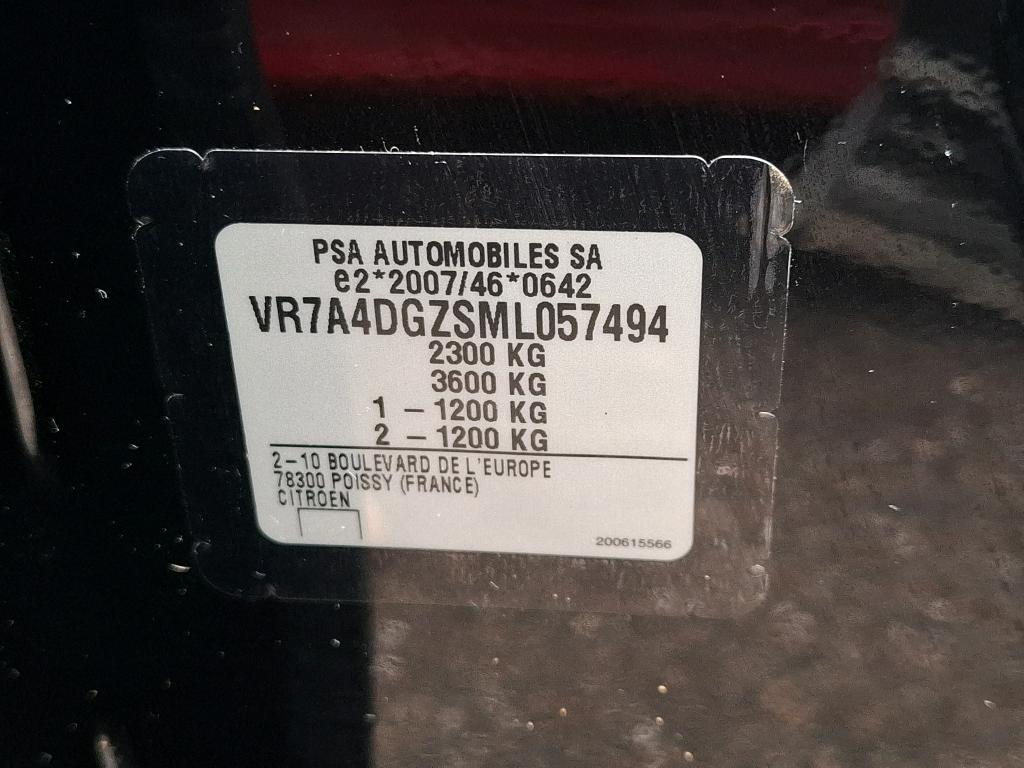 PSA AUTOMOBILES SA
e2*2007/46*0642
VR7A4DGZSML057494
2300 KG
3600 KG
1 - 1200 KG
2 - 1200 KG
2-10 BOULEVARD DE L'EUROPE
78300 POISSY (FRANCE)
CITROEN
200615566